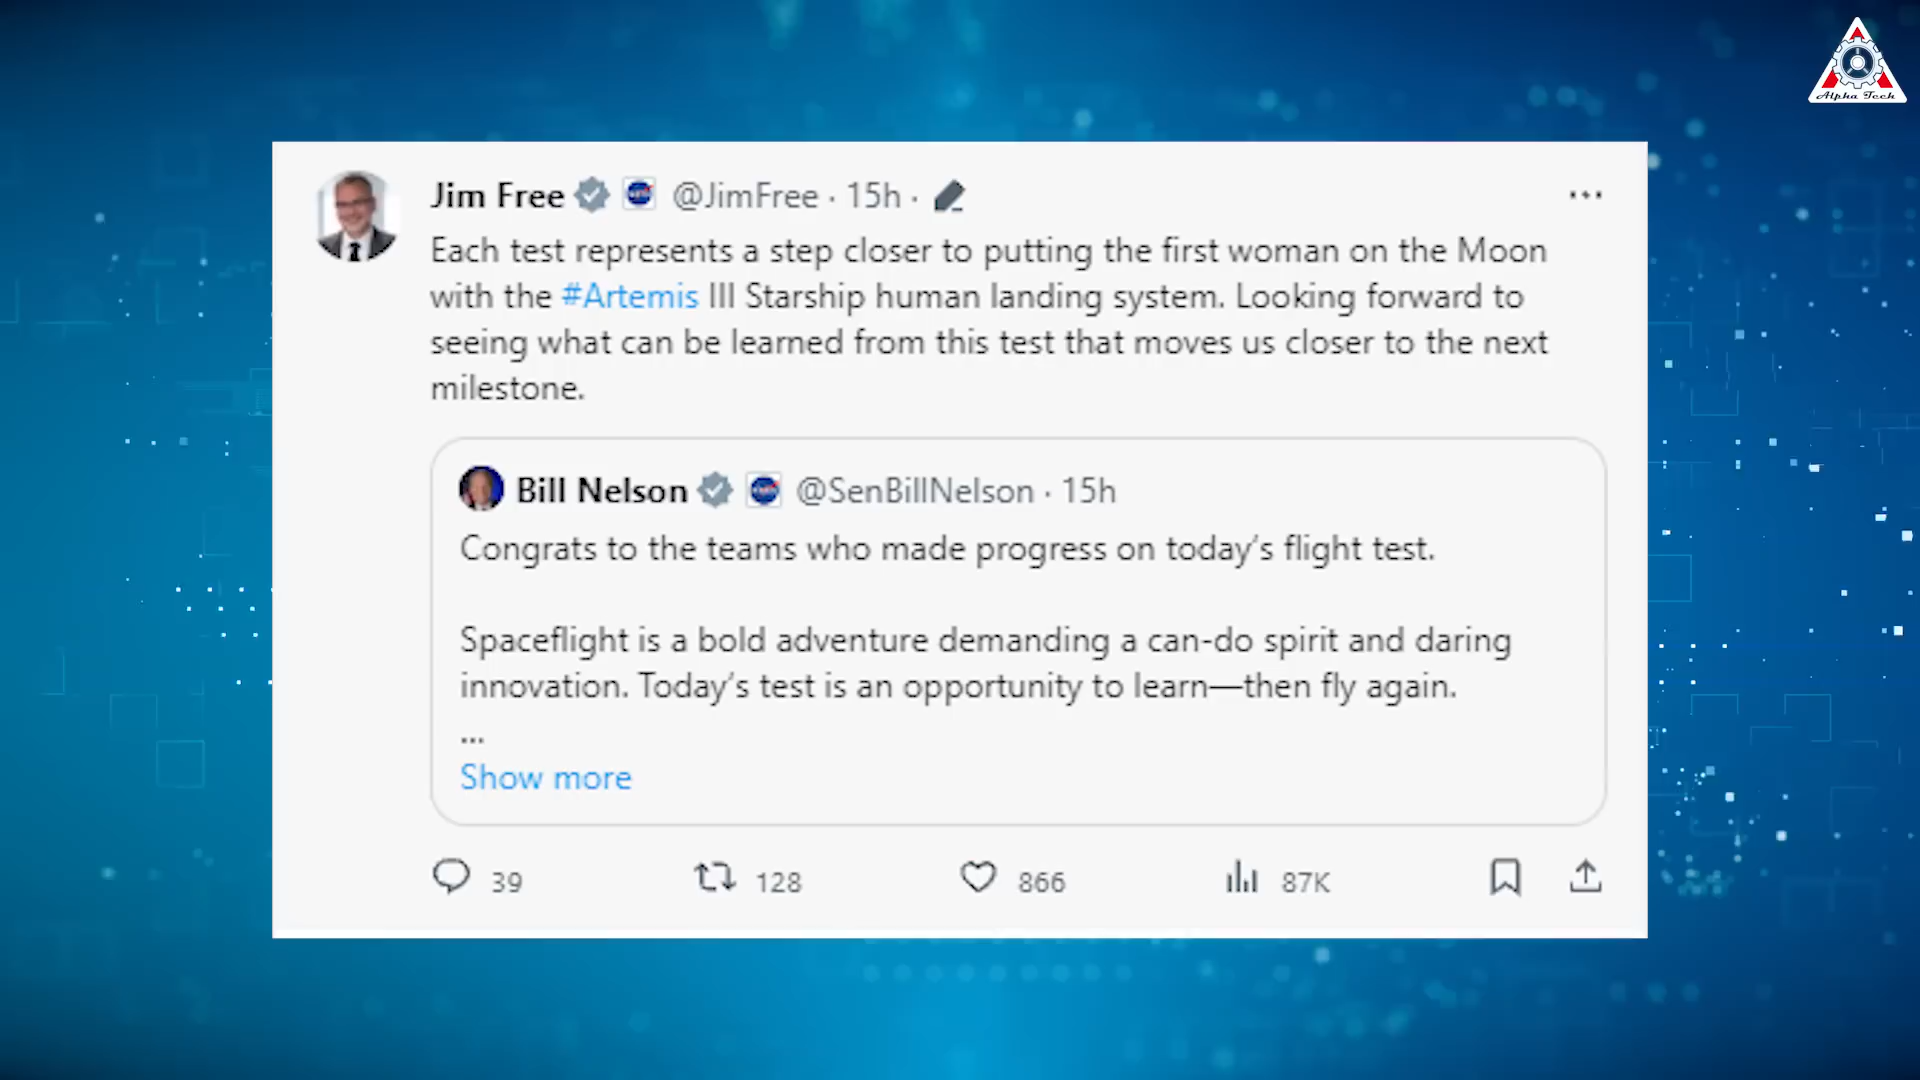 Alpha Tech
Jim Free @JimFree · 15h ·
Each test represents a step closer to putting the first woman on the Moon
with the #Artemis III Starship human landing system. Looking forward to
seeing what can be learned from this test that moves us closer to the next
milestone.
Bill Nelson @SenBillNelson · 15h
Congrats to the teams who made progress on today's flight test.
Spaceflight is a bold adventure demanding a can-do spirit and daring
innovation. Today's test is an opportunity to learn—then fly again.
...
Show more
39 128 866 87K